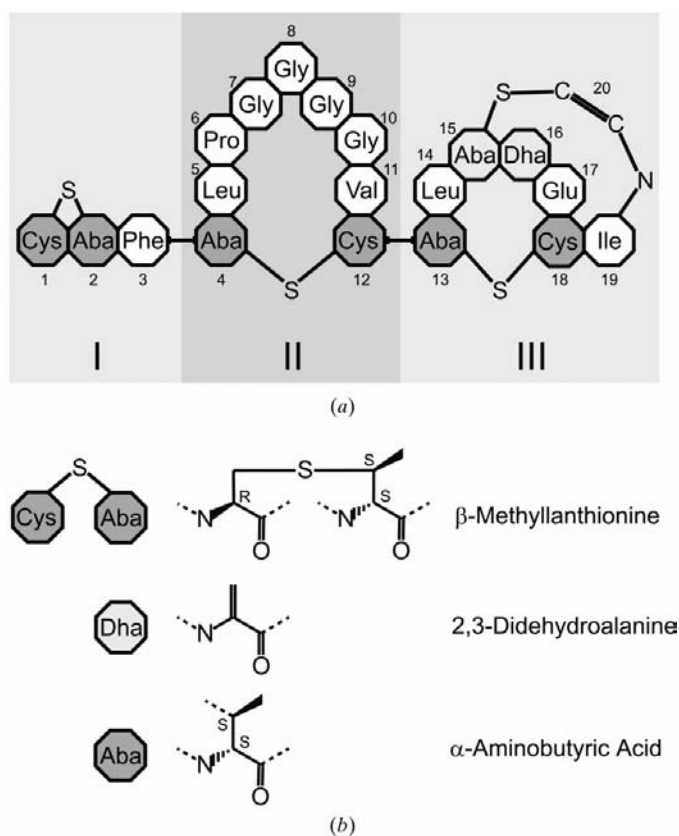 8
7 Gly 9
Gly Gly
6 10
Pro Gly
5 11
Leu Val
S
Cys Aba Phe Aba Cys
1 2 3 4 S 12
S C 20 C
15 16
Aba Dha
14 17
Leu Glu N
Aba Cys Ile
13 S 18 19
I II III
(a)
S S S
Cys Aba N R O N S O β-Methyllanthionine
Dha N O 2,3-Didehydroalanine
S S
Aba N O α-Aminobutyric Acid
(b)